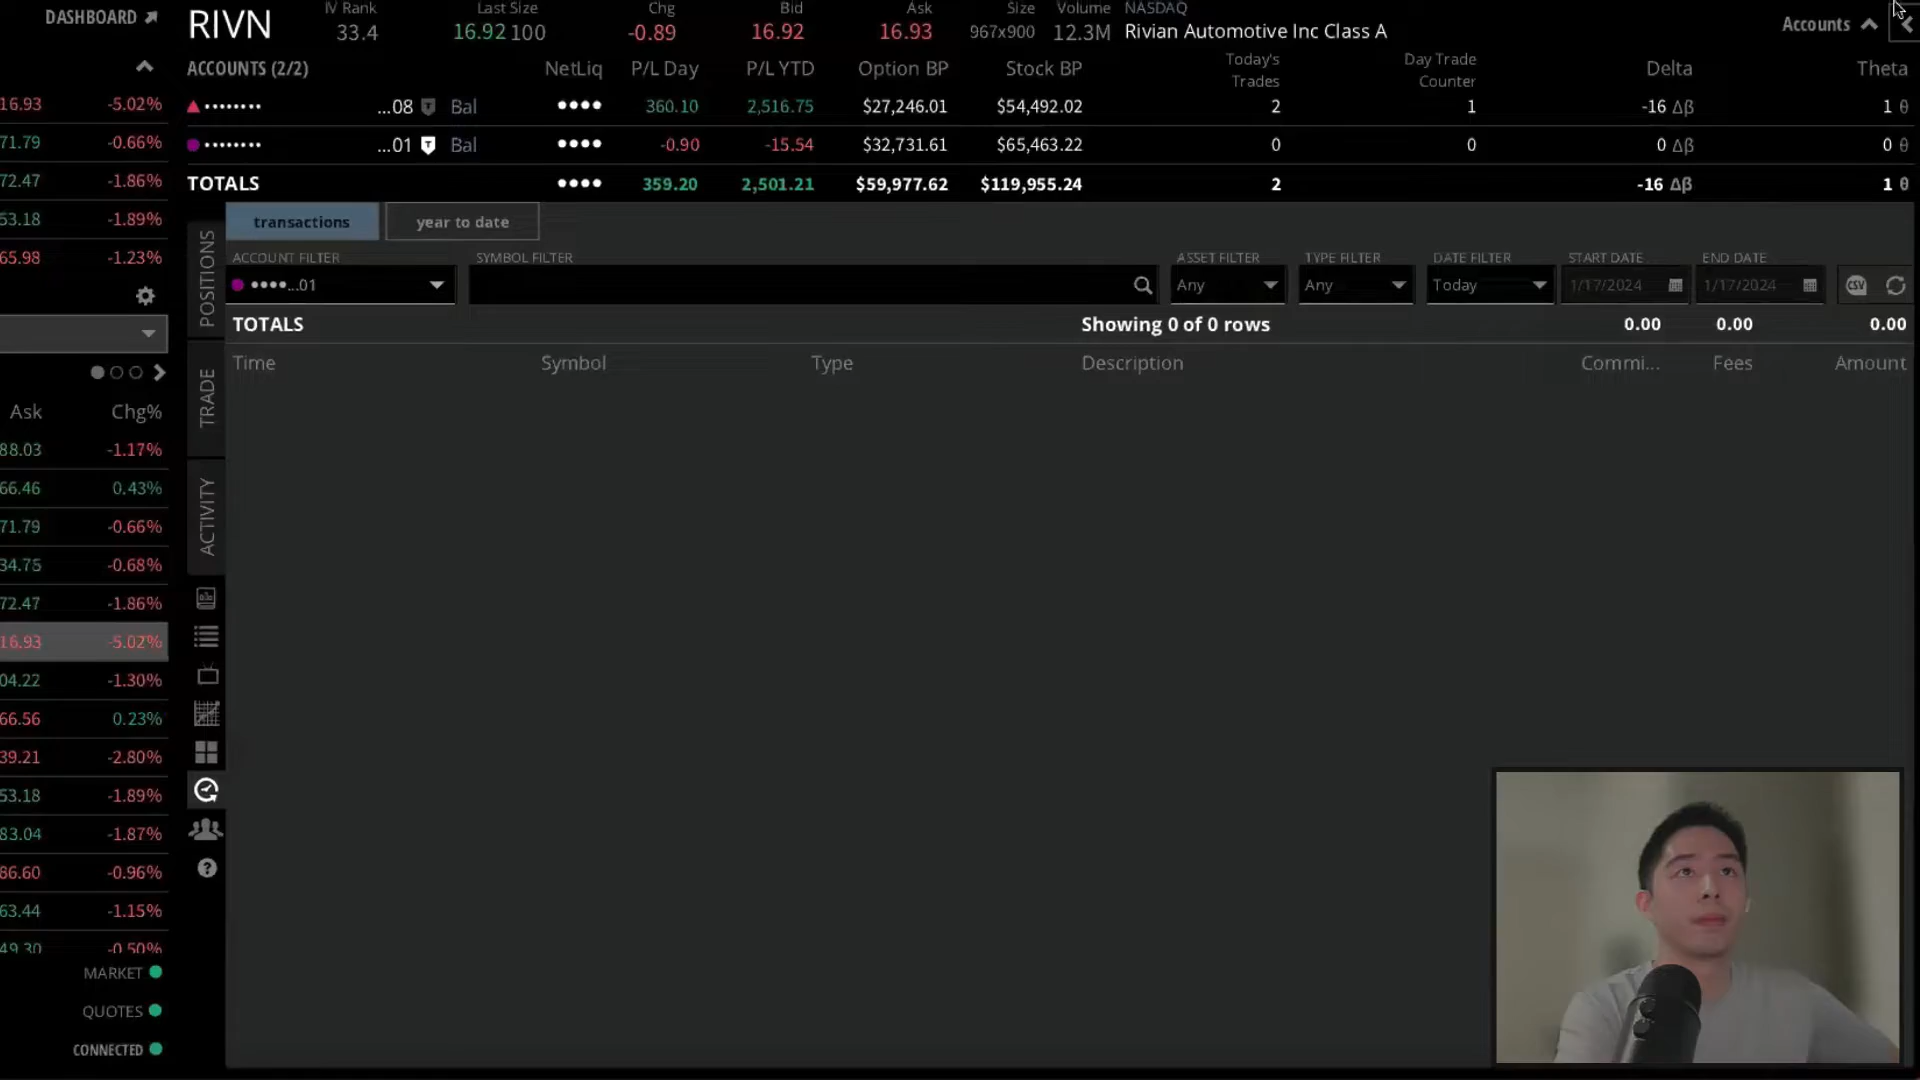 DASHBOARD
RIVN
IV Rank
33.4
Last Size
16.92 100
Chg
-0.89
Bid
16.92
Ask
16.93
Size
967x900
Volume
12.3M
NASDAQ
Rivian Automotive Inc Class A
Accounts
ACCOUNTS (2/2) NetLiq P/L Day P/L YTD Option BP Stock BP Today's Trades Day Trade Counter Delta Theta
•••••••• ...08 Bal •••• 360.10 2,516.75 $27,246.01 $54,492.02 2 1 -16 Δβ 1 θ
•••••••• ...01 Bal •••• -0.90 -15.54 $32,731.61 $65,463.22 0 0 0 Δβ 0 θ
TOTALS •••• 359.20 2,501.21 $59,977.62 $119,955.24 2 -16 Δβ 1 θ
16.93 -5.02%
71.79 -0.66%
72.47 -1.86%
53.18 -1.89%
65.98 -1.23%
Ask Chg%
88.03 -1.17%
66.46 0.43%
71.79 -0.66%
34.75 -0.68%
72.47 -1.86%
16.93 -5.02%
04.22 -1.30%
66.56 0.23%
39.21 -2.80%
53.18 -1.89%
83.04 -1.87%
86.60 -0.96%
63.44 -1.15%
49.30 -0.50%
MARKET
QUOTES
CONNECTED
POSITIONS
TRADE
ACTIVITY
transactions year to date
ACCOUNT FILTER SYMBOL FILTER ASSET FILTER TYPE FILTER DATE FILTER START DATE END DATE
••••...01 Any Any Today 1/17/2024 1/17/2024 CSV
TOTALS Showing 0 of 0 rows 0.00 0.00 0.00
Time Symbol Type Description Commi... Fees Amount